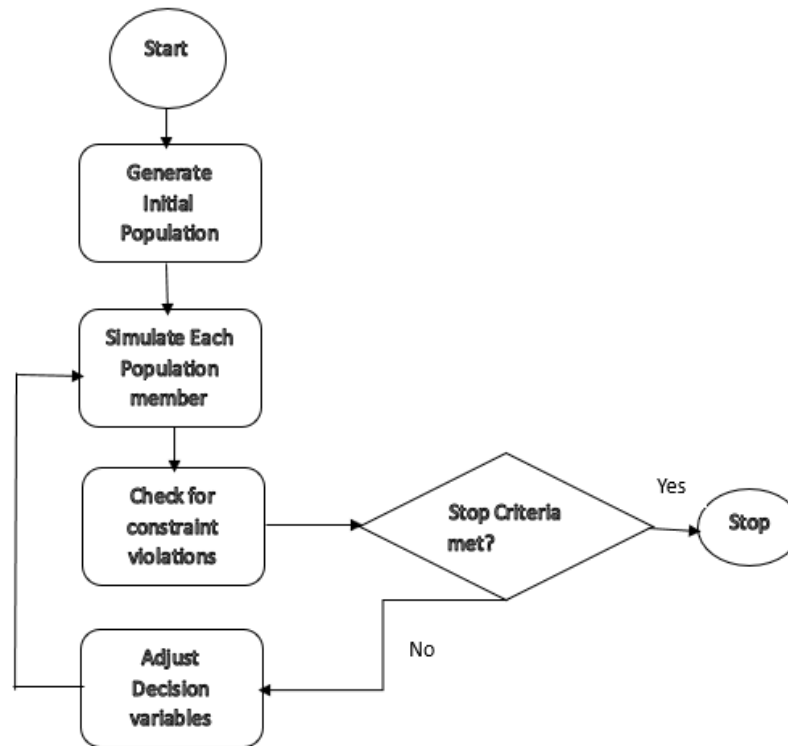 Start
Generate
Initial
Population
Simulate Each
Population
member
Check for
constraint
violations
Stop Criteria
met?
Yes
Stop
No
Adjust
Decision
variables